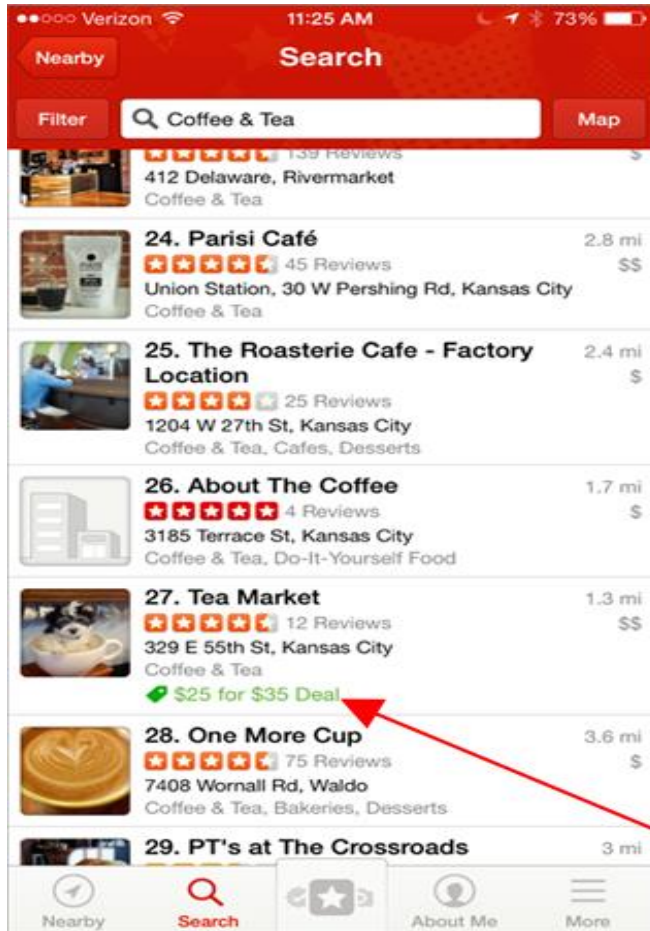 Verizon 11:25 AM 73%
Nearby Search
Filter Coffee & Tea Map
139 Reviews $
412 Delaware, Rivermarket
Coffee & Tea
24. Parisi Café 2.8 mi
45 Reviews $$
Union Station, 30 W Pershing Rd, Kansas City
Coffee & Tea
25. The Roasterie Cafe - Factory 2.4 mi
Location $
25 Reviews
1204 W 27th St, Kansas City
Coffee & Tea, Cafes, Desserts
26. About The Coffee 1.7 mi
4 Reviews $
3185 Terrace St, Kansas City
Coffee & Tea, Do-It-Yourself Food
27. Tea Market 1.3 mi
12 Reviews $$
329 E 55th St, Kansas City
Coffee & Tea
$25 for $35 Deal
28. One More Cup 3.6 mi
75 Reviews $
7408 Wornall Rd, Waldo
Coffee & Tea, Bakeries, Desserts
29. PT's at The Crossroads 3 mi
Nearby Search About Me More